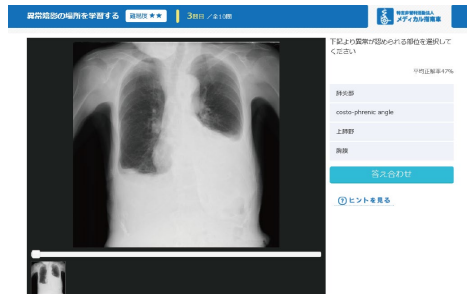 異常陰影の場所を学習する 難易度 ★★ 3問目 ／全10問
特定非営利活動法人
メディカル指南車
下記より異常が認められる部位を選択して
ください
平均正解率47%
肺尖部
costo-phrenic angle
上肺野
胸膜
答え合わせ
? ヒントを見る